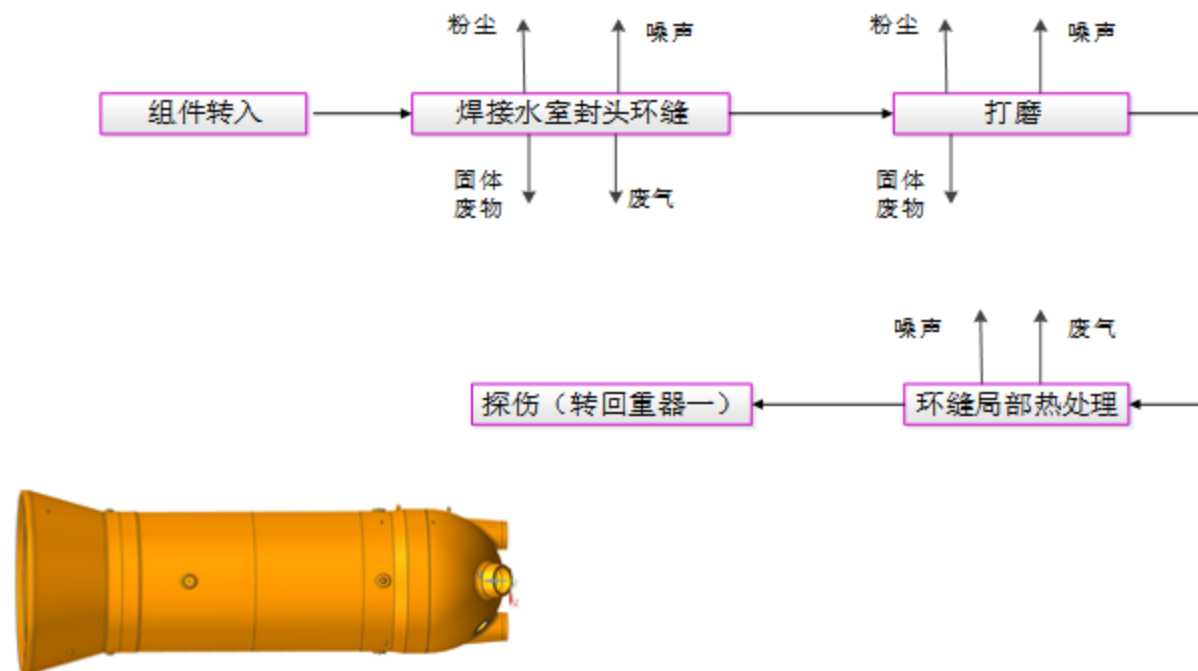 粉尘
噪声
粉尘
噪声
组件转入
焊接水室封头环缝
打磨
固体
废物
废气
固体
废物
噪声
废气
探伤（转回重器一）
环缝局部热处理